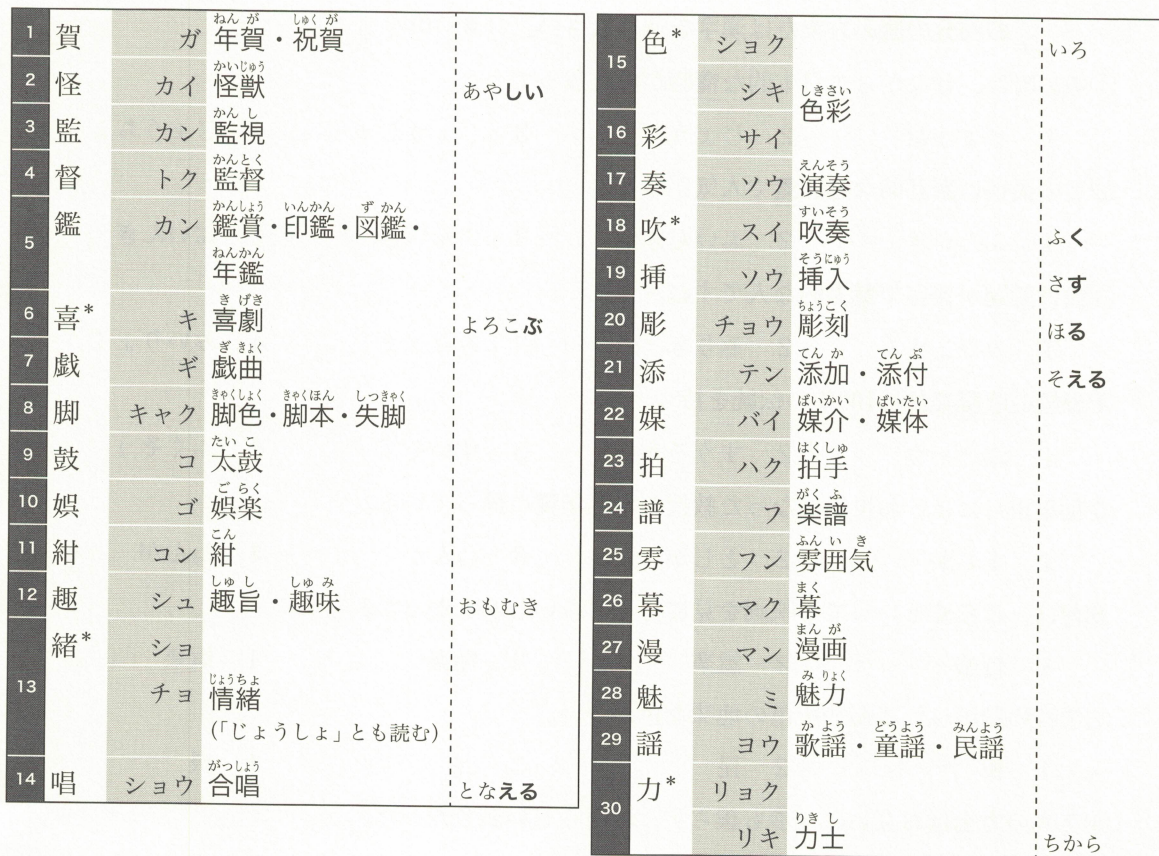 1 賀 ガ 年賀・祝賀
ねんが しゅくが
2 怪 カイ 怪獣 あやしい
かいじゅう
3 監 カン 監視
かんし
4 督 トク 監督
かんとく
5 鑑 カン 鑑賞・印鑑・図鑑・
かんしょう いんかん ずかん
年鑑
ねんかん
6 喜* キ 喜劇 よろこぶ
きげき
7 戯 ギ 戯曲
ぎきょく
8 脚 キャク 脚色・脚本・失脚
きゃくしょく きゃくほん しっきゃく
9 鼓 コ 太鼓
たいこ
10 娯 ゴ 娯楽
ごらく
11 紺 コン 紺
こん
12 趣 シュ 趣旨・趣味 おもむき
しゅし しゅみ
13 緒* ショ
チョ 情緒
じょうちょ
(「じょうしょ」とも読む)
14 唱 ショウ 合唱 となえる
がっしょう
15 色* ショク いろ
シキ 色彩
しきさい
16 彩 サイ
17 奏 ソウ 演奏
えんそう
18 吹* スイ 吹奏 ふく
すいそう
19 挿 ソウ 挿入 さす
そうにゅう
20 彫 チョウ 彫刻 ほる
ちょうこく
21 添 テン 添加・添付 そえる
てんか てんぷ
22 媒 バイ 媒介・媒体
ばいかい ばいたい
23 拍 ハク 拍手
はくしゅ
24 譜 フ 楽譜
がくふ
25 雰 フン 雰囲気
ふんいき
26 幕 マク 幕
まく
27 漫 マン 漫画
まんが
28 魅 ミ 魅力
みりょく
29 謡 ヨウ 歌謡・童謡・民謡
かよう どうよう みんよう
30 力* リョク
リキ 力士 ちから
りきし